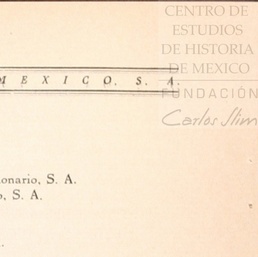 CENTRO DE
ESTUDIOS
DE HISTORIA
DE MEXICO
FUNDACIÓN
Carlos Slim
MEXICO, S. A.
onario, S. A.
o, S. A.